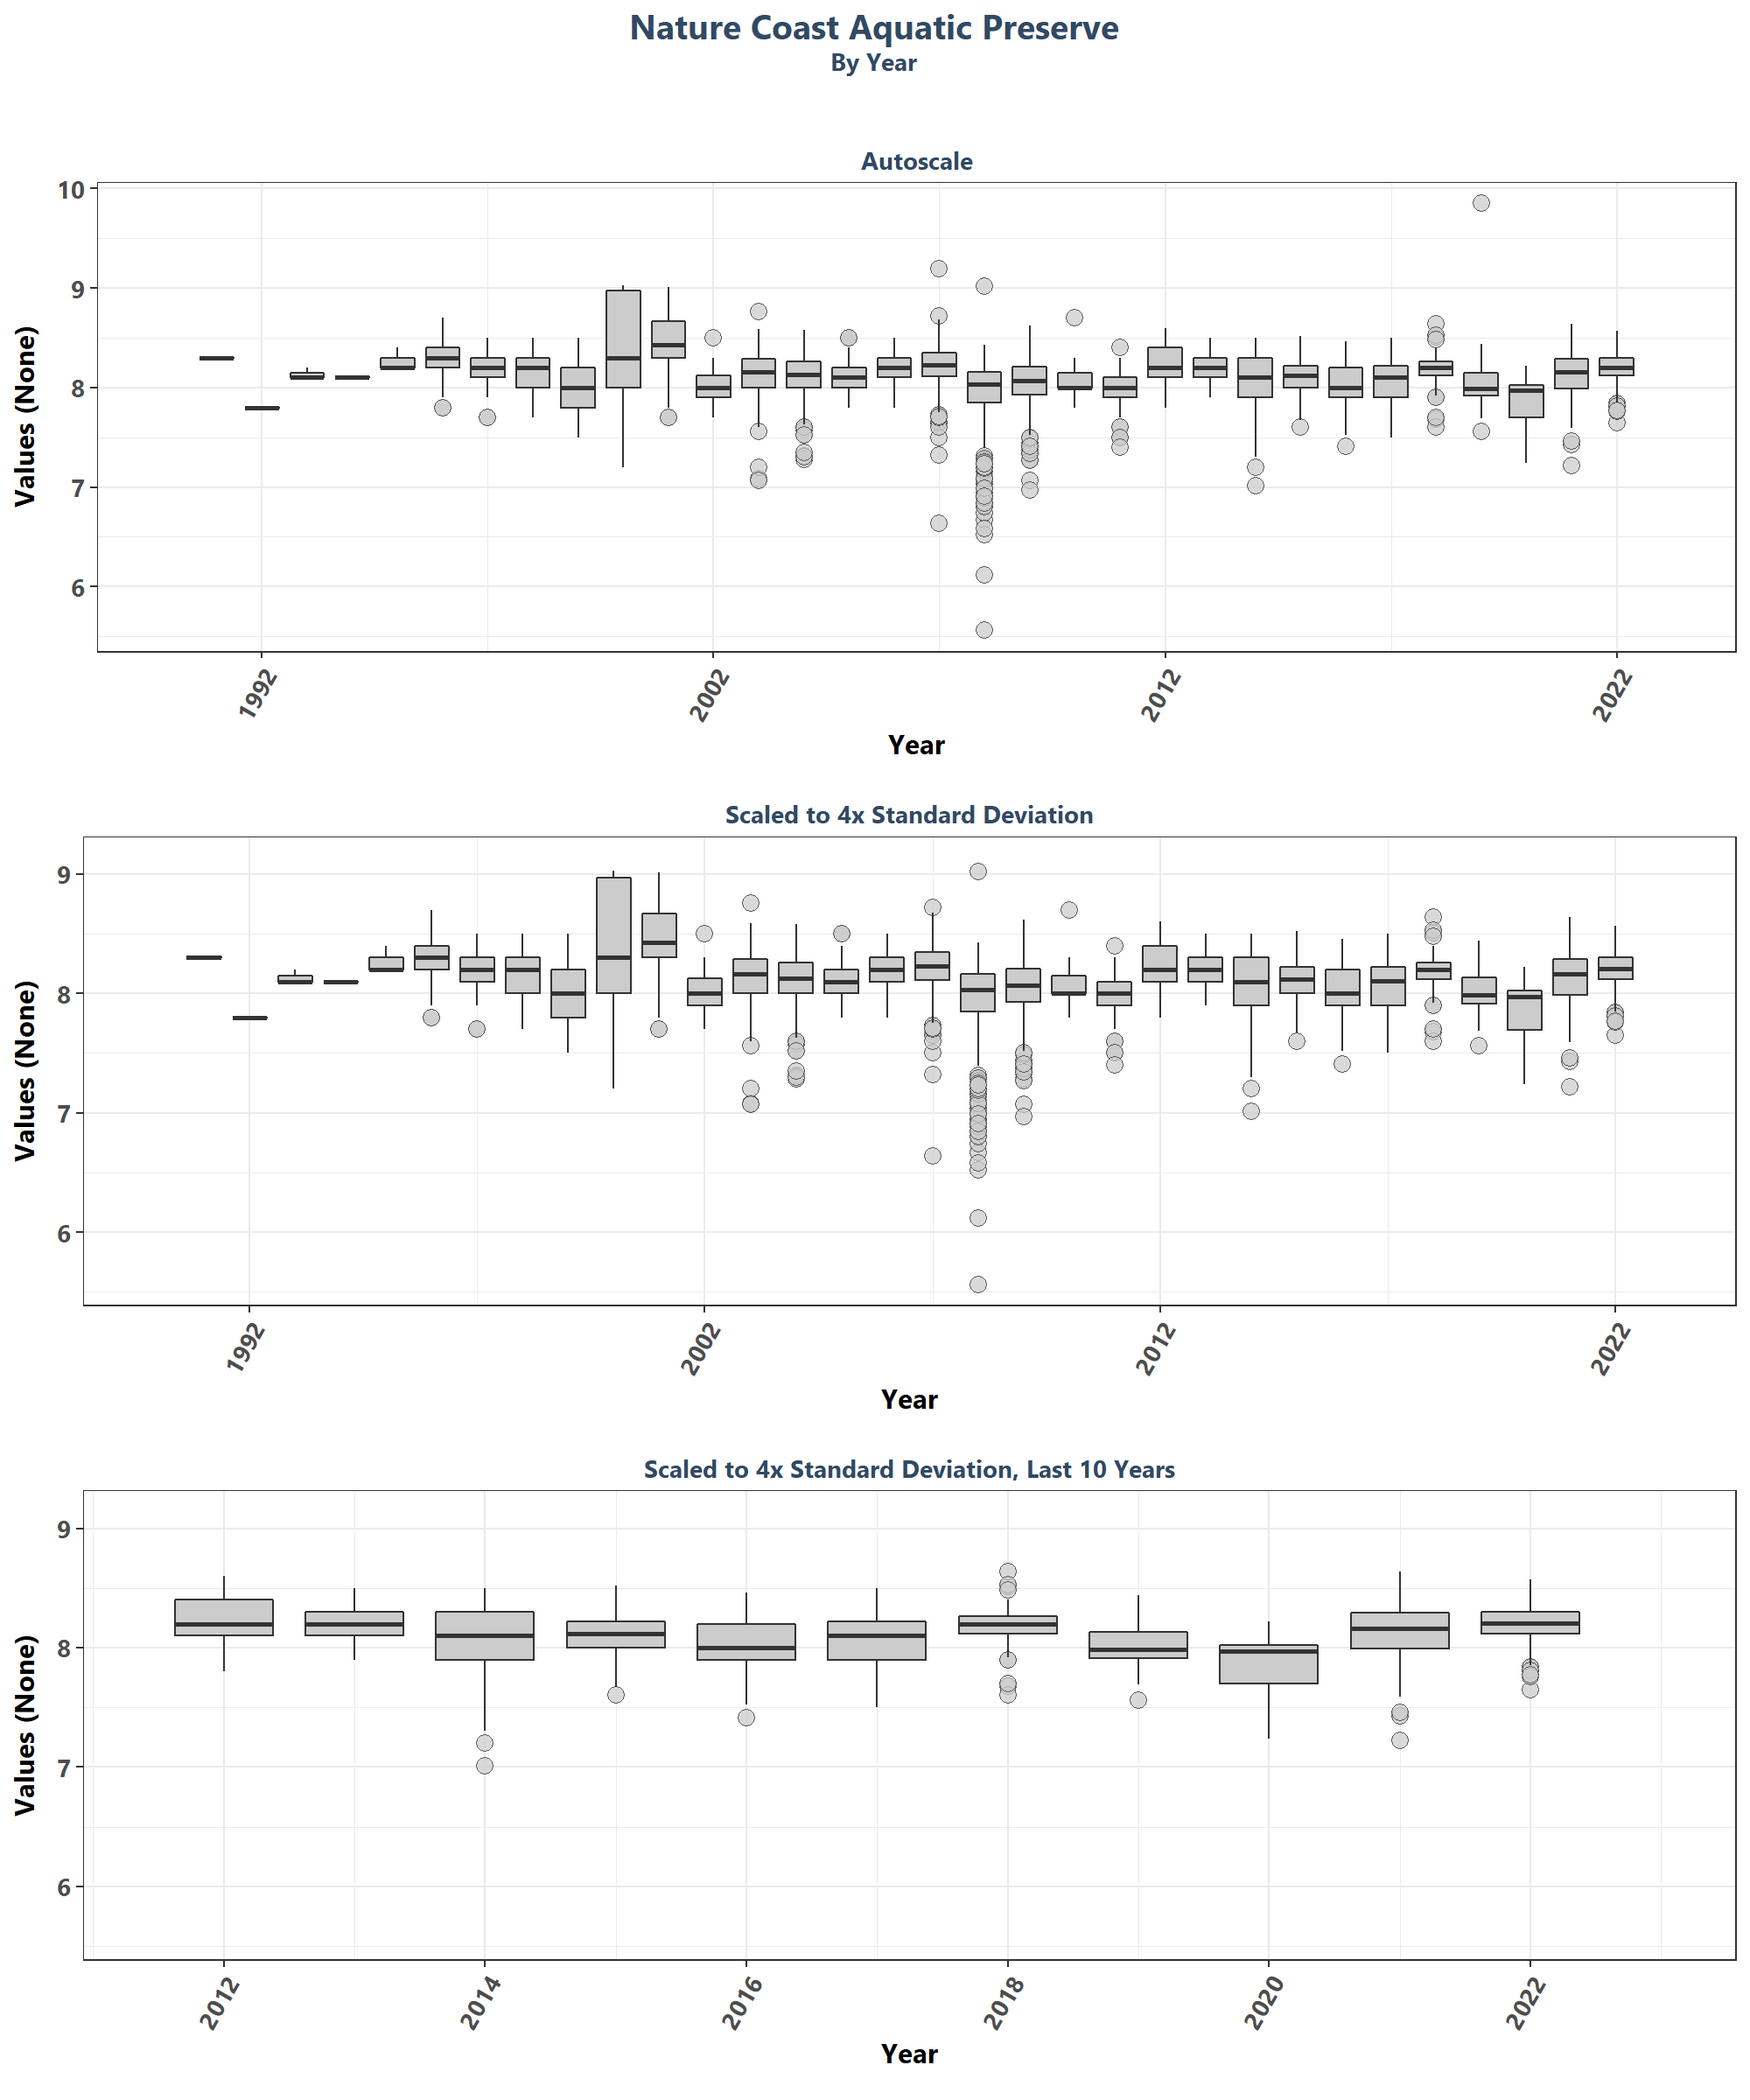 Nature Coast Aquatic Preserve
By Year
Autoscale
10
9
8
7
6
Values (None)
1992
2002
2012
2022
Year
Scaled to 4x Standard Deviation
9
8
7
6
Values (None)
1992
2002
2012
2022
Year
Scaled to 4x Standard Deviation, Last 10 Years
9
8
7
6
Values (None)
2012
2014
2016
2018
2020
2022
Year